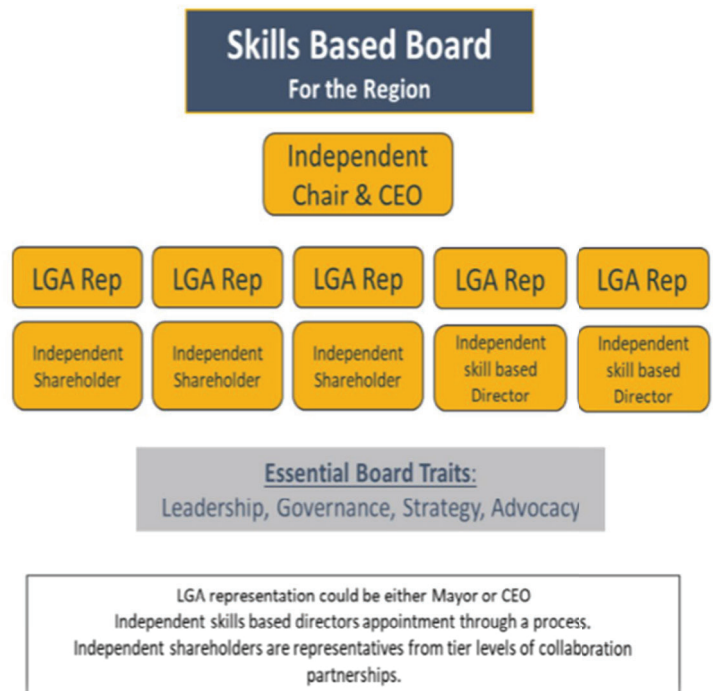 Skills Based Board
For the Region
Independent
Chair & CEO
LGA Rep
LGA Rep
LGA Rep
LGA Rep
LGA Rep
Independent
Shareholder
Independent
Shareholder
Independent
Shareholder
Independent
skill based
Director
Independent
skill based
Director
Essential Board Traits:
Leadership, Governance, Strategy, Advocacy
LGA representation could be either Mayor or CEO
Independent skills based directors appointment through a process.
Independent shareholders are representatives from tier levels of collaboration
partnerships.